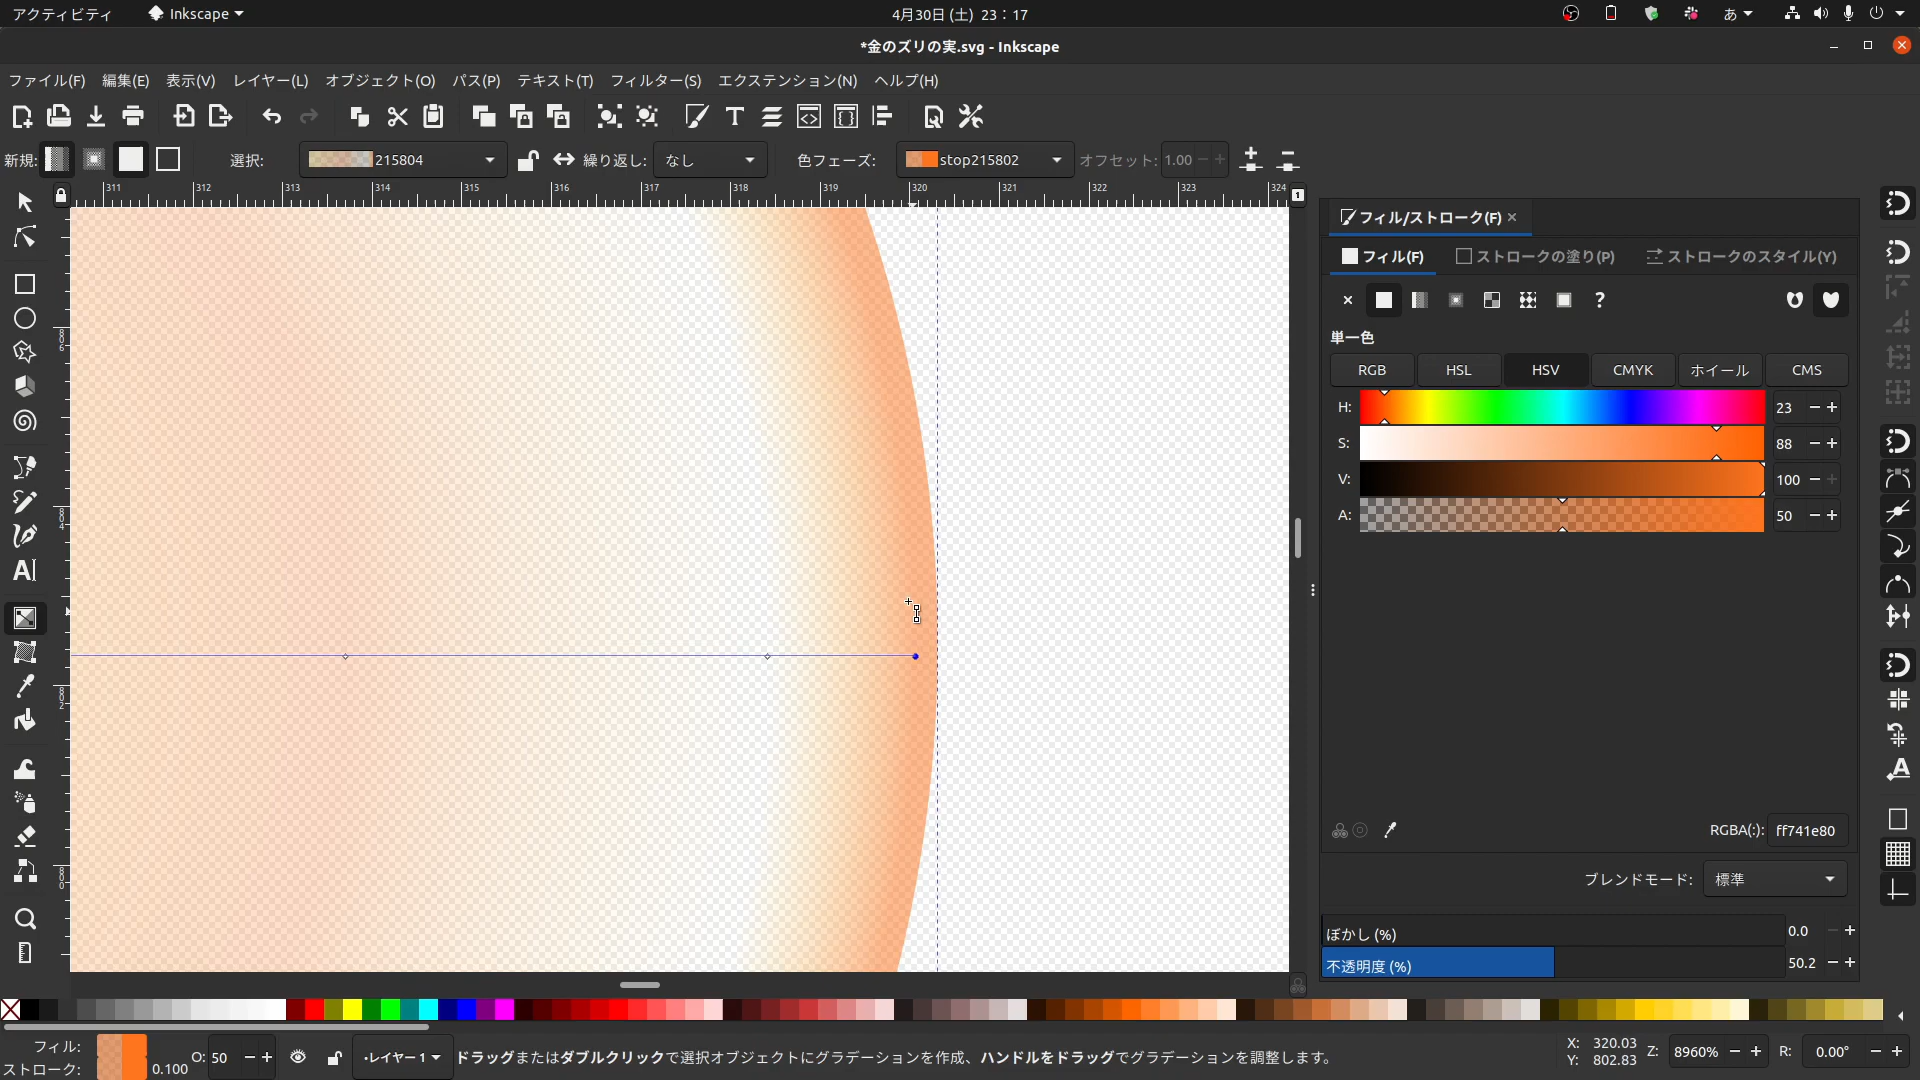 アクティビティ
Inkscape
4月30日 (土) 23：17
あ
*金のズリの実.svg - Inkscape
ファイル(F) 編集(E) 表示(V) レイヤー(L) オブジェクト(O) パス(P) テキスト(T) フィルター(S) エクステンション(N) ヘルプ(H)
新規: 選択: 215804 繰り返し: なし 色フェーズ: stop215802 オフセット: 1.00
311 312 313 314 315 316 317 318 319 320 321 322 323 324
1
806
804
802
800
フィル/ストローク(F)
フィル(F) ストロークの塗り(P) ストロークのスタイル(Y)
?
単一色
RGB HSL HSV CMYK ホイール CMS
H: 23
S: 88
V: 100
A: 50
RGBA(:): ff741e80
ブレンドモード: 標準
ぼかし (%) 0.0
不透明度 (%) 50.2
フィル:
ストローク: 0.100
O: 50
•レイヤー 1
ドラッグまたはダブルクリックで選択オブジェクトにグラデーションを作成、ハンドルをドラッグでグラデーションを調整します。
X: 320.03
Y: 802.83
Z: 8960%
R: 0.00°